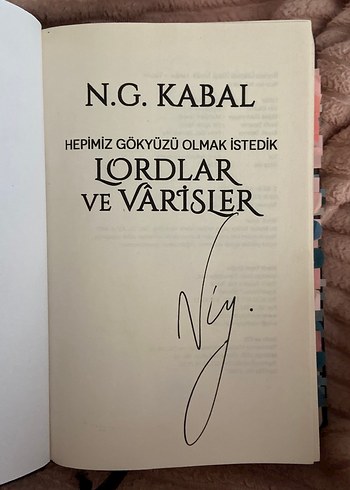 N.G. KABAL
HEPİMİZ GÖKYÜZÜ OLMAK İSTEDİK
LORDLAR
VE VÂRİSLER